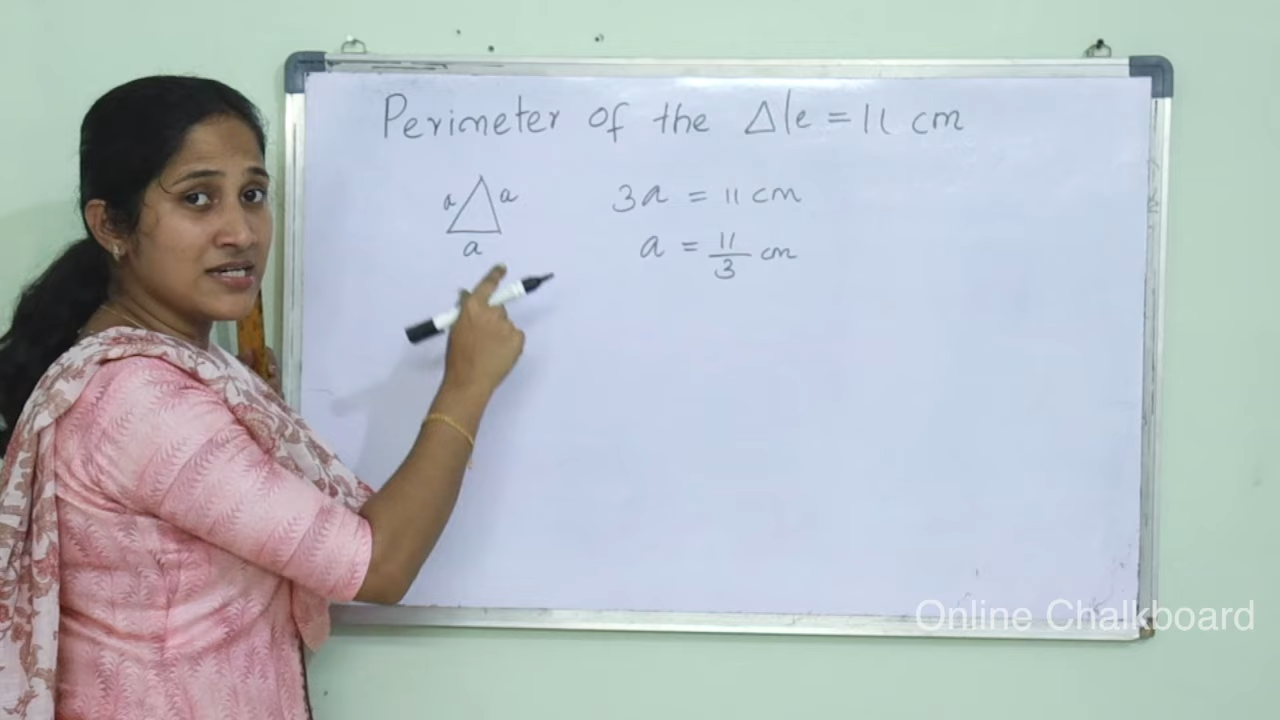 Perimeter of the Δle = 11 cm
a a 3a = 11 cm
a a = 11/3 cm
Online Chalkboard